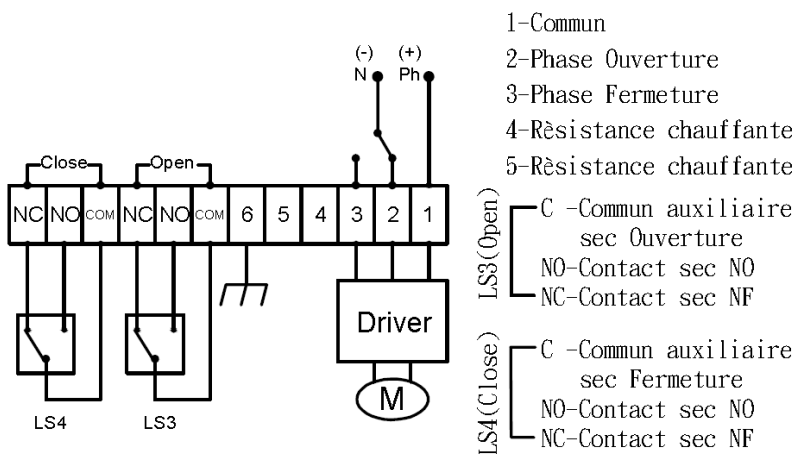 (-) (+)
N Ph
Close Open
NC NO COM NC NO COM 6 5 4 3 2 1
Driver
M
LS4 LS3
1-Commun
2-Phase Ouverture
3-Phase Fermeture
4-Rèsistance chauffante
5-Rèsistance chauffante
LS3(Open)
C -Commun auxiliaire
sec Ouverture
NO-Contact sec NO
NC-Contact sec NF
LS4(Close)
C -Commun auxiliaire
sec Fermeture
NO-Contact sec NO
NC-Contact sec NF